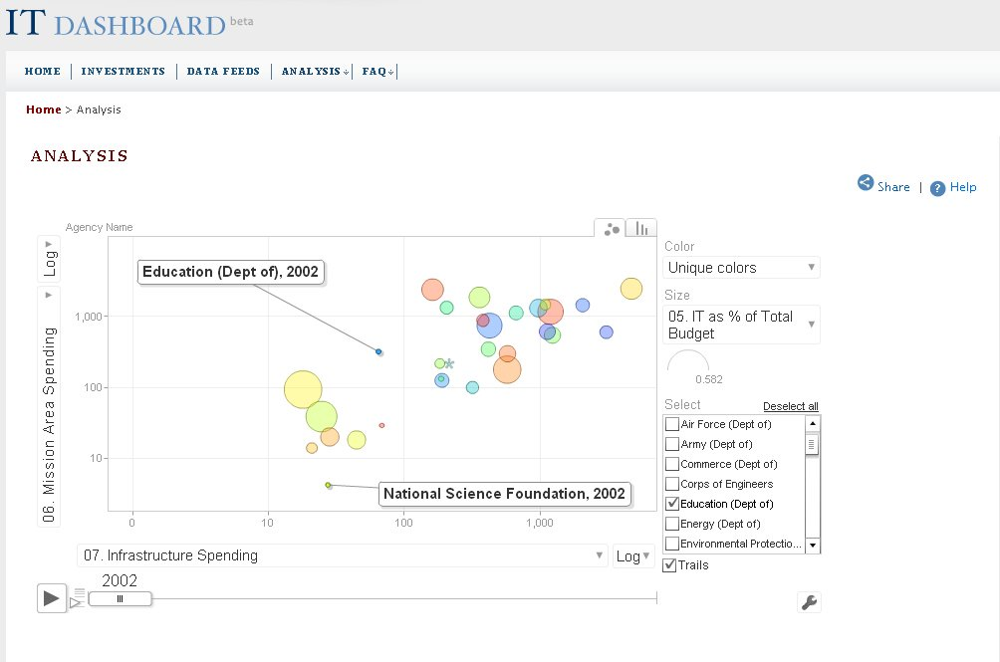 IT DASHBOARD beta
HOME INVESTMENTS DATA FEEDS ANALYSIS FAQ
Home > Analysis
ANALYSIS
Share | ? Help
Agency Name
Log
06. Mission Area Spending
1,000
100
10
0 10 100 1,000
Education (Dept of), 2002
National Science Foundation, 2002
07. Infrastructure Spending
Log
2002
Color
Unique colors
Size
05. IT as % of Total
Budget
0.582
Select Deselect all
Air Force (Dept of)
Army (Dept of)
Commerce (Dept of)
Corps of Engineers
Education (Dept of)
Energy (Dept of)
Environmental Protectio...
Trails